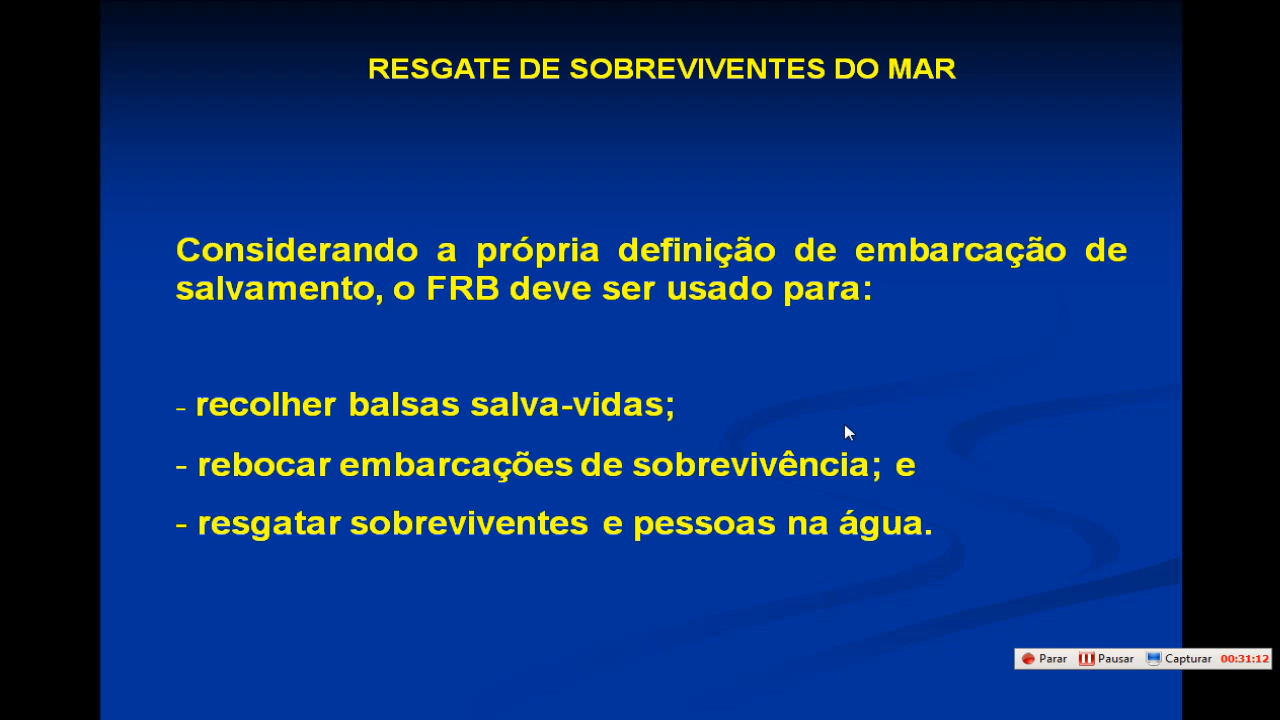 RESGATE DE SOBREVIVENTES DO MAR
Considerando a própria definição de embarcação de
salvamento, o FRB deve ser usado para:
- recolher balsas salva-vidas;
- rebocar embarcações de sobrevivência; e
- resgatar sobreviventes e pessoas na água.
Parar Pausar Capturar 00:31:12